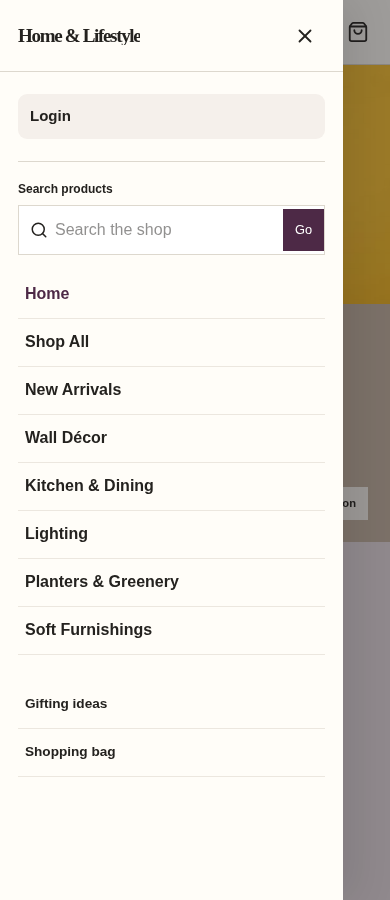 Home & Lifestyle
Login
Search products
Search the shop
Go
Home
Shop All
New Arrivals
Wall Décor
Kitchen & Dining
on
Lighting
Planters & Greenery
Soft Furnishings
Gifting ideas
Shopping bag